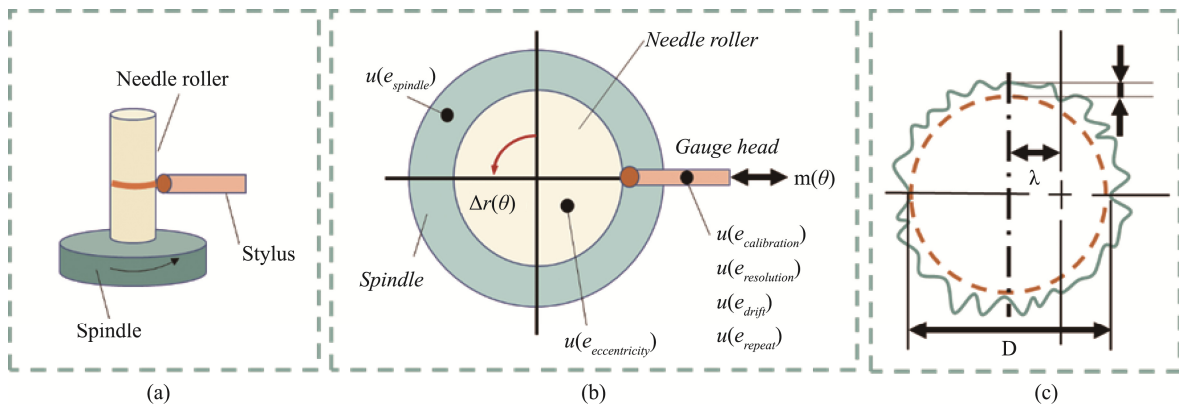 (a)
Needle roller
Stylus
Spindle
(b)
Needle roller
u(e_spindle)
Gauge head
m(θ)
Δr(θ)
Spindle
u(e_calibration)
u(e_resolution)
u(e_drift)
u(e_repeat)
u(e_eccentricity)
(c)
λ
D